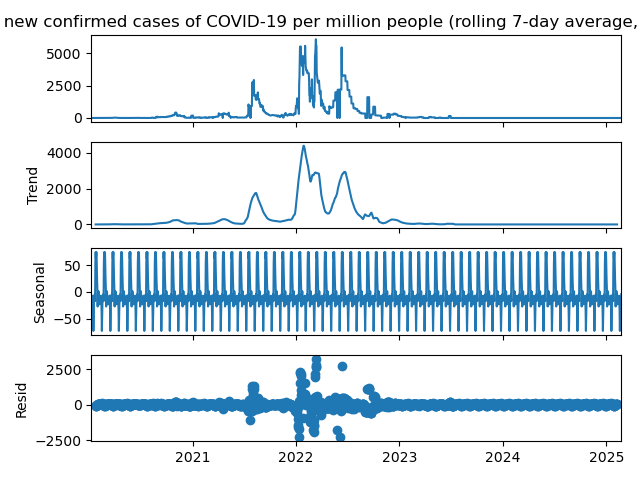 new confirmed cases of COVID-19 per million people (rolling 7-day average,
5000
2500
0
Trend
4000
2000
0
Seasonal
50
0
−50
Resid
2500
0
−2500
2021 2022 2023 2024 2025